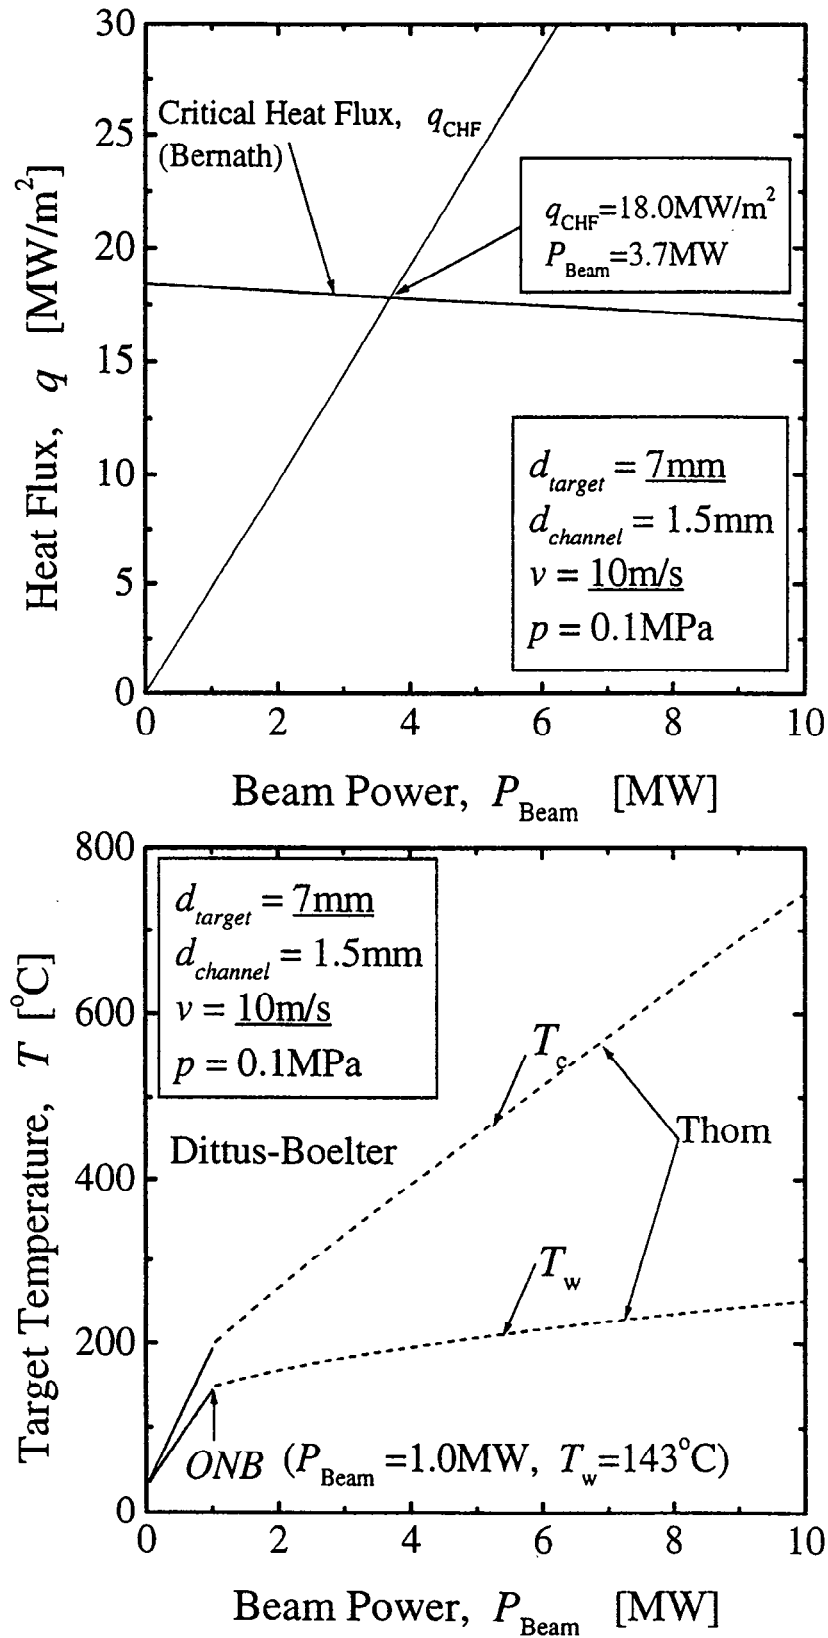 30
25
20
15
10
5
0
Heat Flux, q [MW/m²]
Critical Heat Flux, q_CHF
(Bernath)
q_CHF=18.0MW/m²
P_Beam=3.7MW
d_target = 7mm
d_channel = 1.5mm
v = 10m/s
p = 0.1MPa
0 2 4 6 8 10
Beam Power, P_Beam [MW]
800
600
400
200
0
Target Temperature, T [°C]
d_target = 7mm
d_channel = 1.5mm
v = 10m/s
p = 0.1MPa
Dittus-Boelter
T_c
Thom
T_w
ONB (P_Beam =1.0MW, T_w=143°C)
0 2 4 6 8 10
Beam Power, P_Beam [MW]